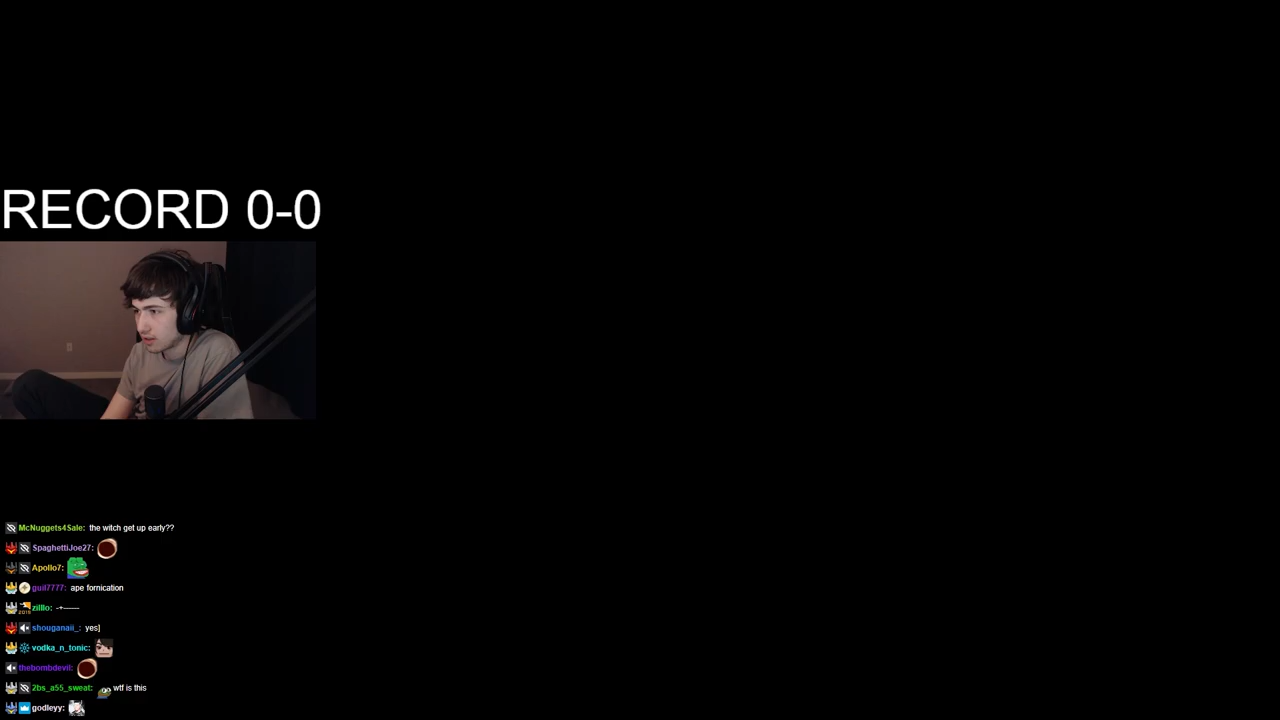 RECORD 0-0
McNuggets4Sale: the witch get up early??
SpaghettiJoe27:
Apollo7:
guil7777: ape fornication
zilllo: -+-----
shouganaii_: yes]
vodka_n_tonic:
thebombdevil:
2bs_a55_sweat: wtf is this
godleyy: